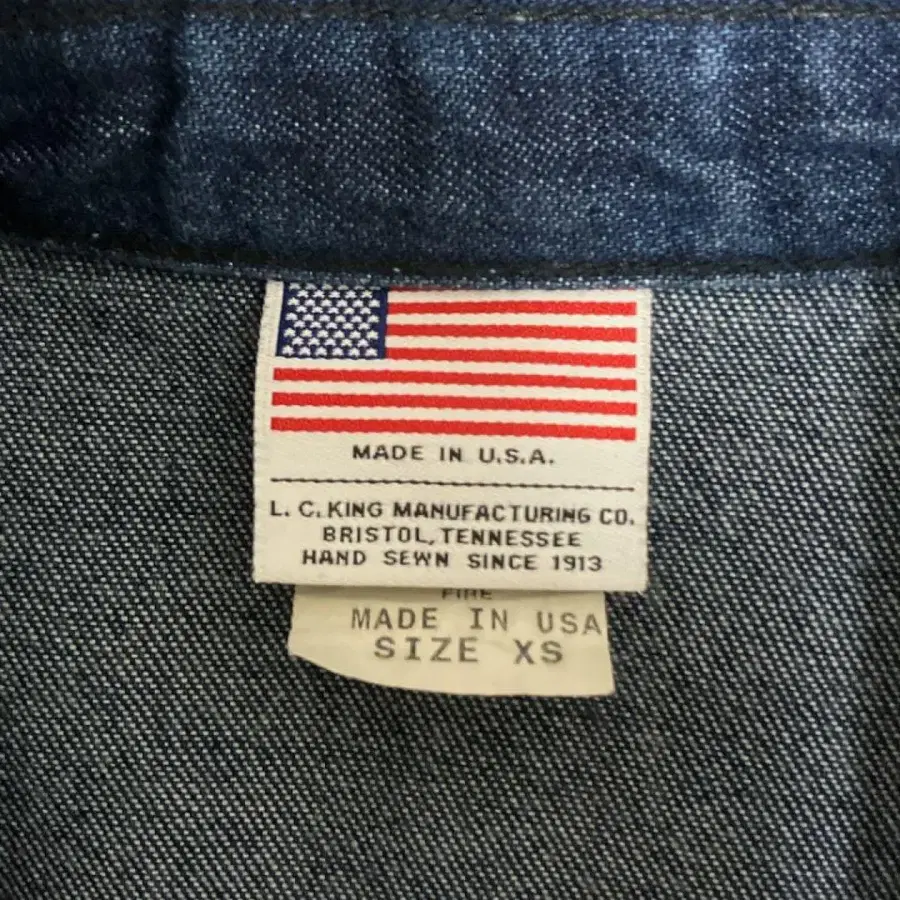 MADE IN U.S.A.
L. C. KING MANUFACTURING CO.
BRISTOL, TENNESSEE
HAND SEWN SINCE 1913
MADE IN USA
SIZE XS